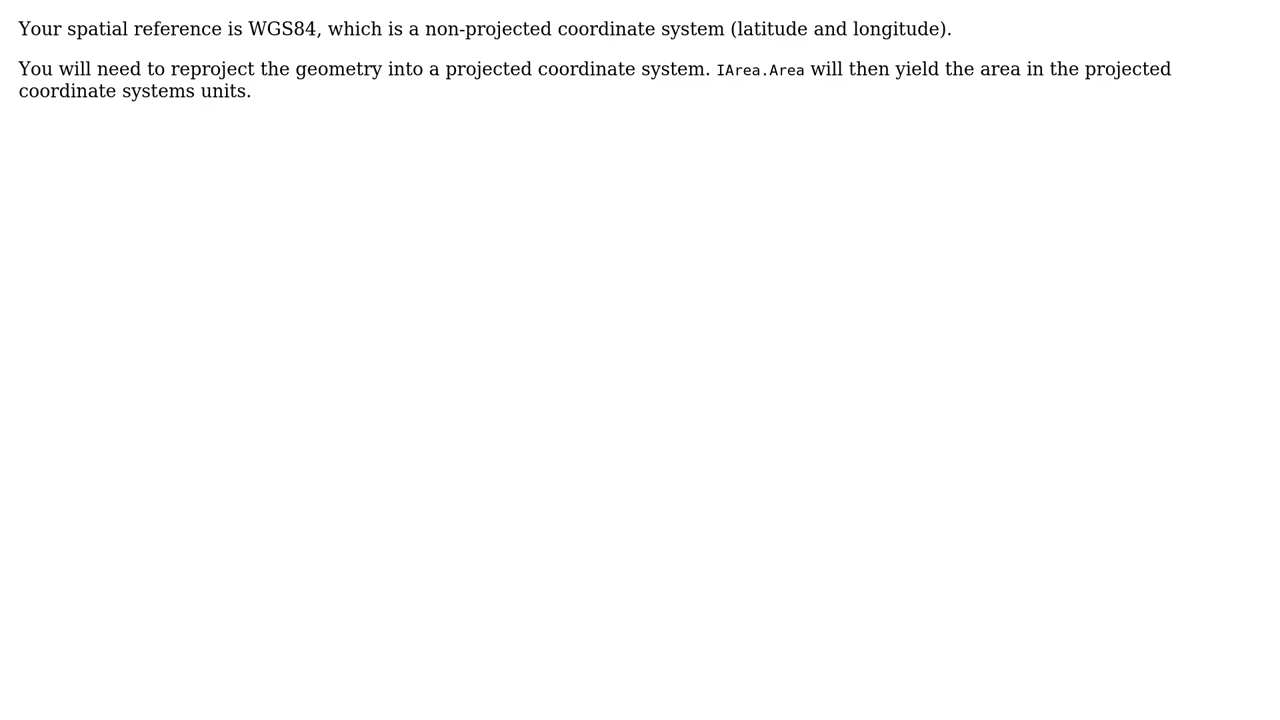 Your spatial reference is WGS84, which is a non-projected coordinate system (latitude and longitude).
You will need to reproject the geometry into a projected coordinate system. IArea.Area will then yield the area in the projected
coordinate systems units.